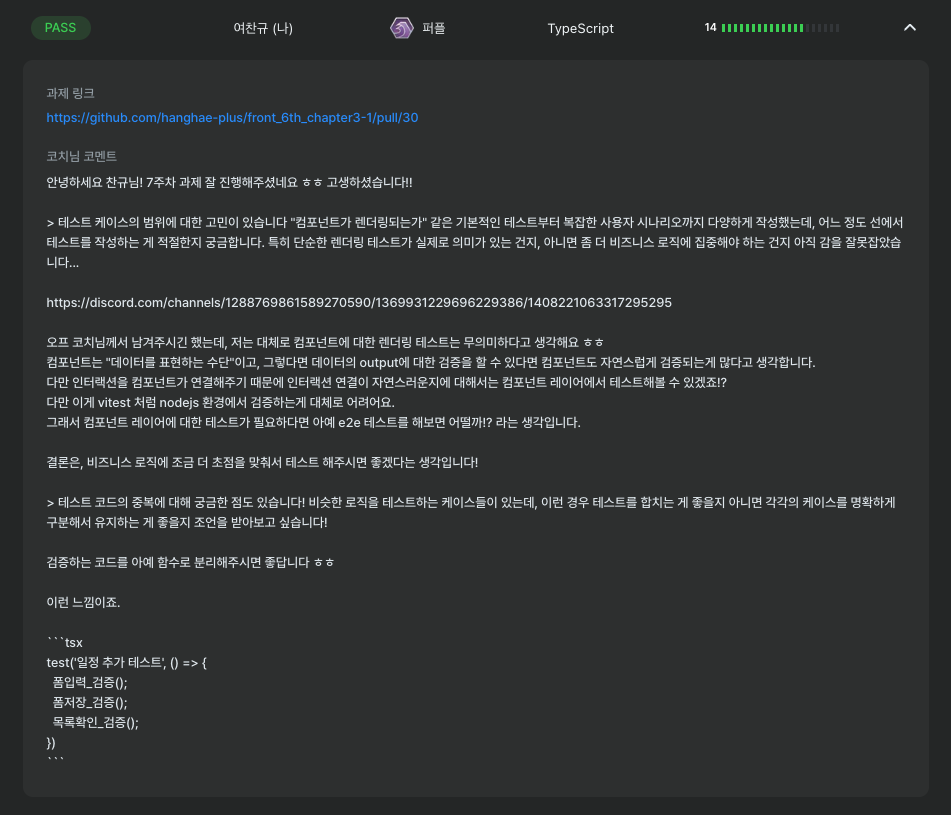 PASS 여찬규 (나) 퍼플 TypeScript 14
과제 링크
https://github.com/hanghae-plus/front_6th_chapter3-1/pull/30
코치님 코멘트
안녕하세요 찬규님! 7주차 과제 잘 진행해주셨네요 ㅎㅎ 고생하셨습니다!!
> 테스트 케이스의 범위에 대한 고민이 있습니다 "컴포넌트가 렌더링되는가" 같은 기본적인 테스트부터 복잡한 사용자 시나리오까지 다양하게 작성했는데, 어느 정도 선에서
테스트를 작성하는 게 적절한지 궁금합니다. 특히 단순한 렌더링 테스트가 실제로 의미가 있는 건지, 아니면 좀 더 비즈니스 로직에 집중해야 하는 건지 아직 감을 잘못잡았습
니다...
https://discord.com/channels/1288769861589270590/1369931229696229386/1408221063317295295
오프 코치님께서 남겨주시긴 했는데, 저는 대체로 컴포넌트에 대한 렌더링 테스트는 무의미하다고 생각해요 ㅎㅎ
컴포넌트는 "데이터를 표현하는 수단"이고, 그렇다면 데이터의 output에 대한 검증을 할 수 있다면 컴포넌트도 자연스럽게 검증되는게 많다고 생각합니다.
다만 인터랙션을 컴포넌트가 연결해주기 때문에 인터랙션 연결이 자연스러운지에 대해서는 컴포넌트 레이어에서 테스트해볼 수 있겠죠!?
다만 이게 vitest 처럼 nodejs 환경에서 검증하는게 대체로 어려어요.
그래서 컴포넌트 레이어에 대한 테스트가 필요하다면 아예 e2e 테스트를 해보면 어떨까!? 라는 생각입니다.
결론은, 비즈니스 로직에 조금 더 초점을 맞춰서 테스트 해주시면 좋겠다는 생각입니다!
> 테스트 코드의 중복에 대해 궁금한 점도 있습니다! 비슷한 로직을 테스트하는 케이스들이 있는데, 이런 경우 테스트를 합치는 게 좋을지 아니면 각각의 케이스를 명확하게
구분해서 유지하는 게 좋을지 조언을 받아보고 싶습니다!
검증하는 코드를 아예 함수로 분리해주시면 좋답니다 ㅎㅎ
이런 느낌이죠.
```tsx
test('일정 추가 테스트', () => {
  폼입력_검증();
  폼저장_검증();
  목록확인_검증();
})
```